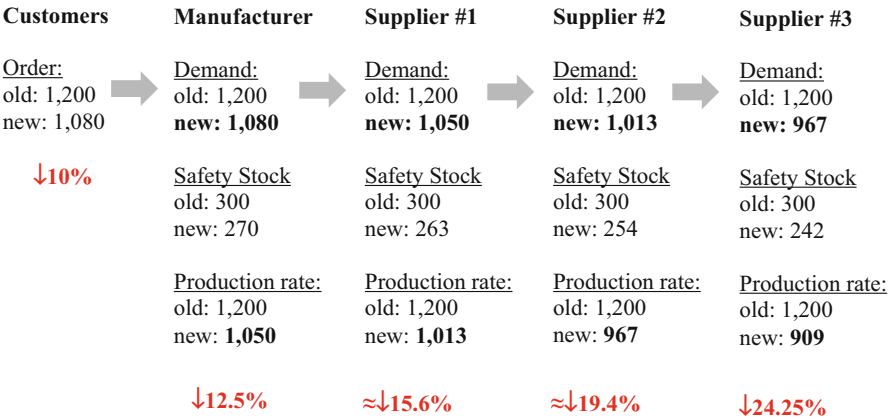 Customers
Order:
old: 1,200
new: 1,080
↓10%
Manufacturer
Demand:
old: 1,200
new: 1,080
Safety Stock
old: 300
new: 270
Production rate:
old: 1,200
new: 1,050
↓12.5%
Supplier #1
Demand:
old: 1,200
new: 1,050
Safety Stock
old: 300
new: 263
Production rate:
old: 1,200
new: 1,013
≈↓15.6%
Supplier #2
Demand:
old: 1,200
new: 1,013
Safety Stock
old: 300
new: 254
Production rate:
old: 1,200
new: 967
≈↓19.4%
Supplier #3
Demand:
old: 1,200
new: 967
Safety Stock
old: 300
new: 242
Production rate:
old: 1,200
new: 909
↓24.25%